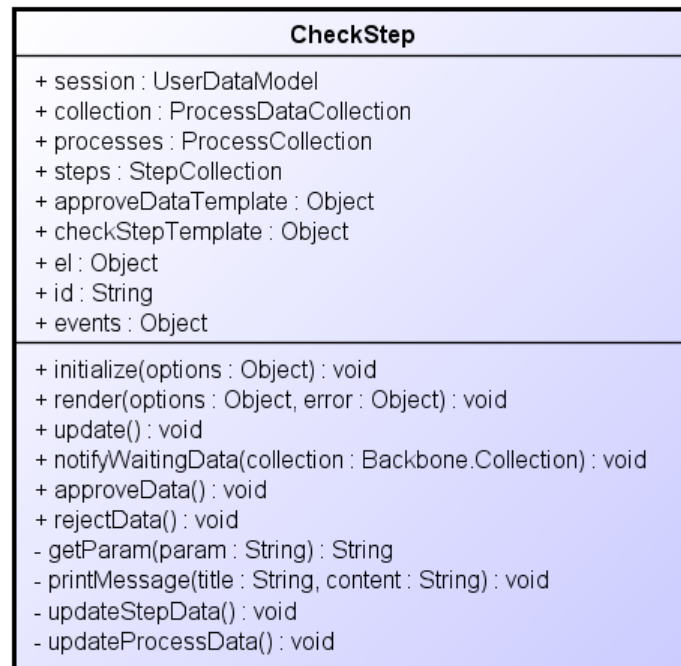 CheckStep
+ session : UserDataModel
+ collection : ProcessDataCollection
+ processes : ProcessCollection
+ steps : StepCollection
+ approveDataTemplate : Object
+ checkStepTemplate : Object
+ el : Object
+ id : String
+ events : Object
+ initialize(options : Object) : void
+ render(options : Object, error : Object) : void
+ update() : void
+ notifyWaitingData(collection : Backbone.Collection) : void
+ approveData() : void
+ rejectData() : void
- getParam(param : String) : String
- printMessage(title : String, content : String) : void
- updateStepData() : void
- updateProcessData() : void